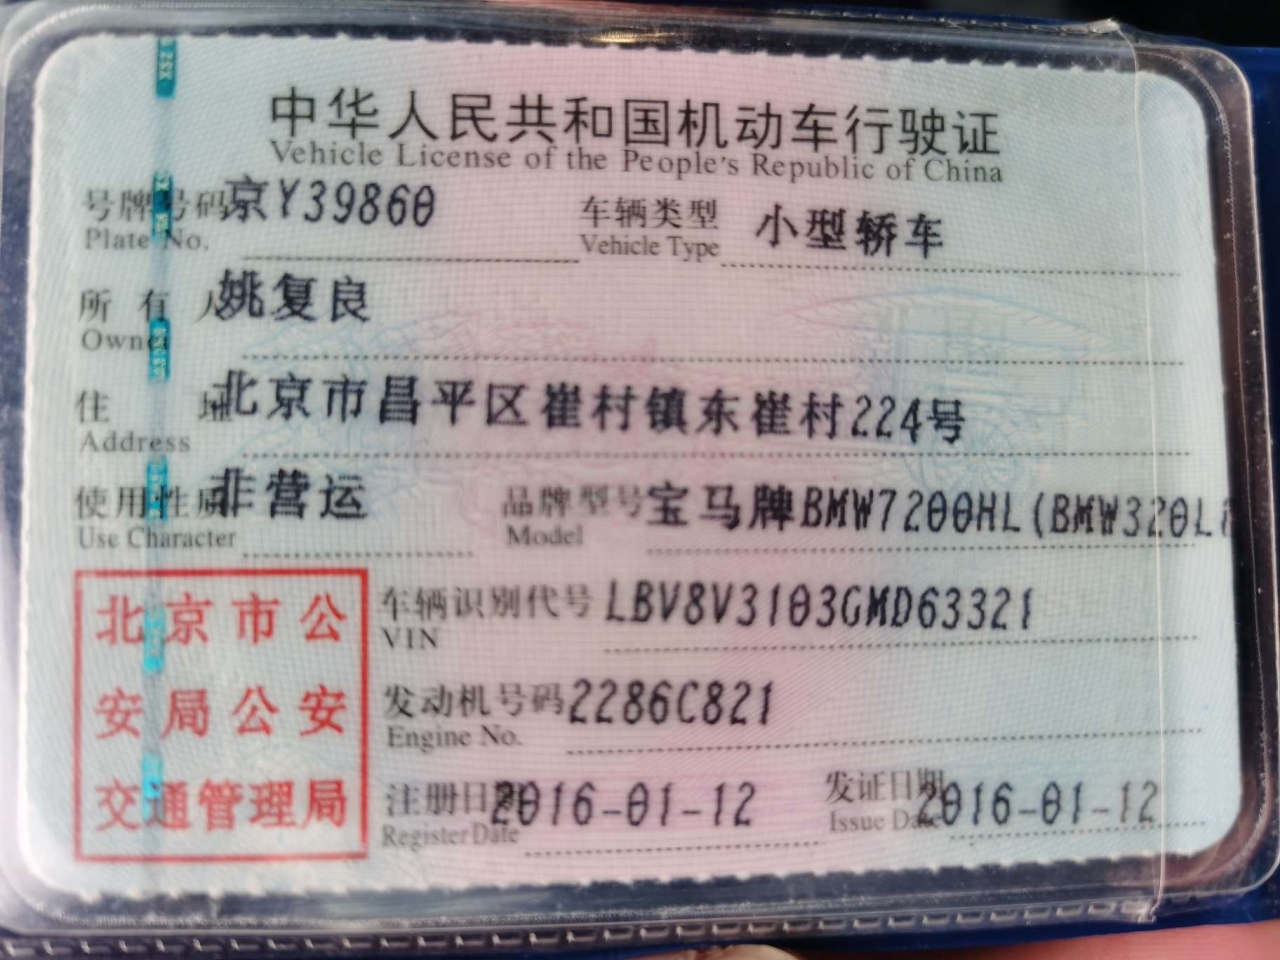 中华人民共和国机动车行驶证
Vehicle License of the People's Republic of China
号牌号码 京Y39860 车辆类型 小型轿车
Plate No. Vehicle Type
所有人 姚复良
Owner
住址 北京市昌平区崔村镇东崔村224号
Address
使用性质 非营运 品牌型号 宝马牌BMW7200HL(BMW320Li
Use Character Model
车辆识别代号 LBV8V3103GMD63321
VIN
发动机号码 2286C821
Engine No.
注册日期 2016-01-12 发证日期 2016-01-12
Register Date Issue Date
北京市公
安局公安
交通管理局